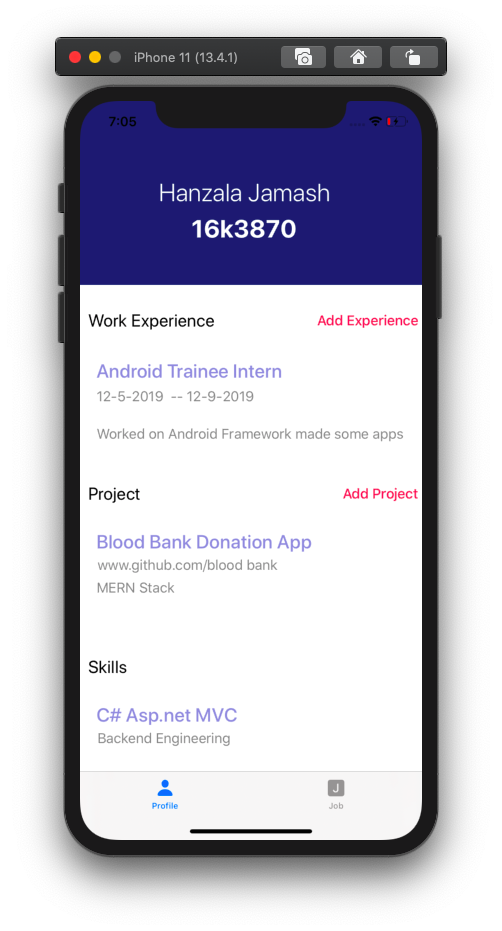 iPhone 11 (13.4.1)
7:05
Hanzala Jamash
16k3870
Work Experience Add Experience
Android Trainee Intern
12-5-2019 -- 12-9-2019
Worked on Android Framework made some apps
Project Add Project
Blood Bank Donation App
www.github.com/blood bank
MERN Stack
Skills
C# Asp.net MVC
Backend Engineering
J
Profile Job